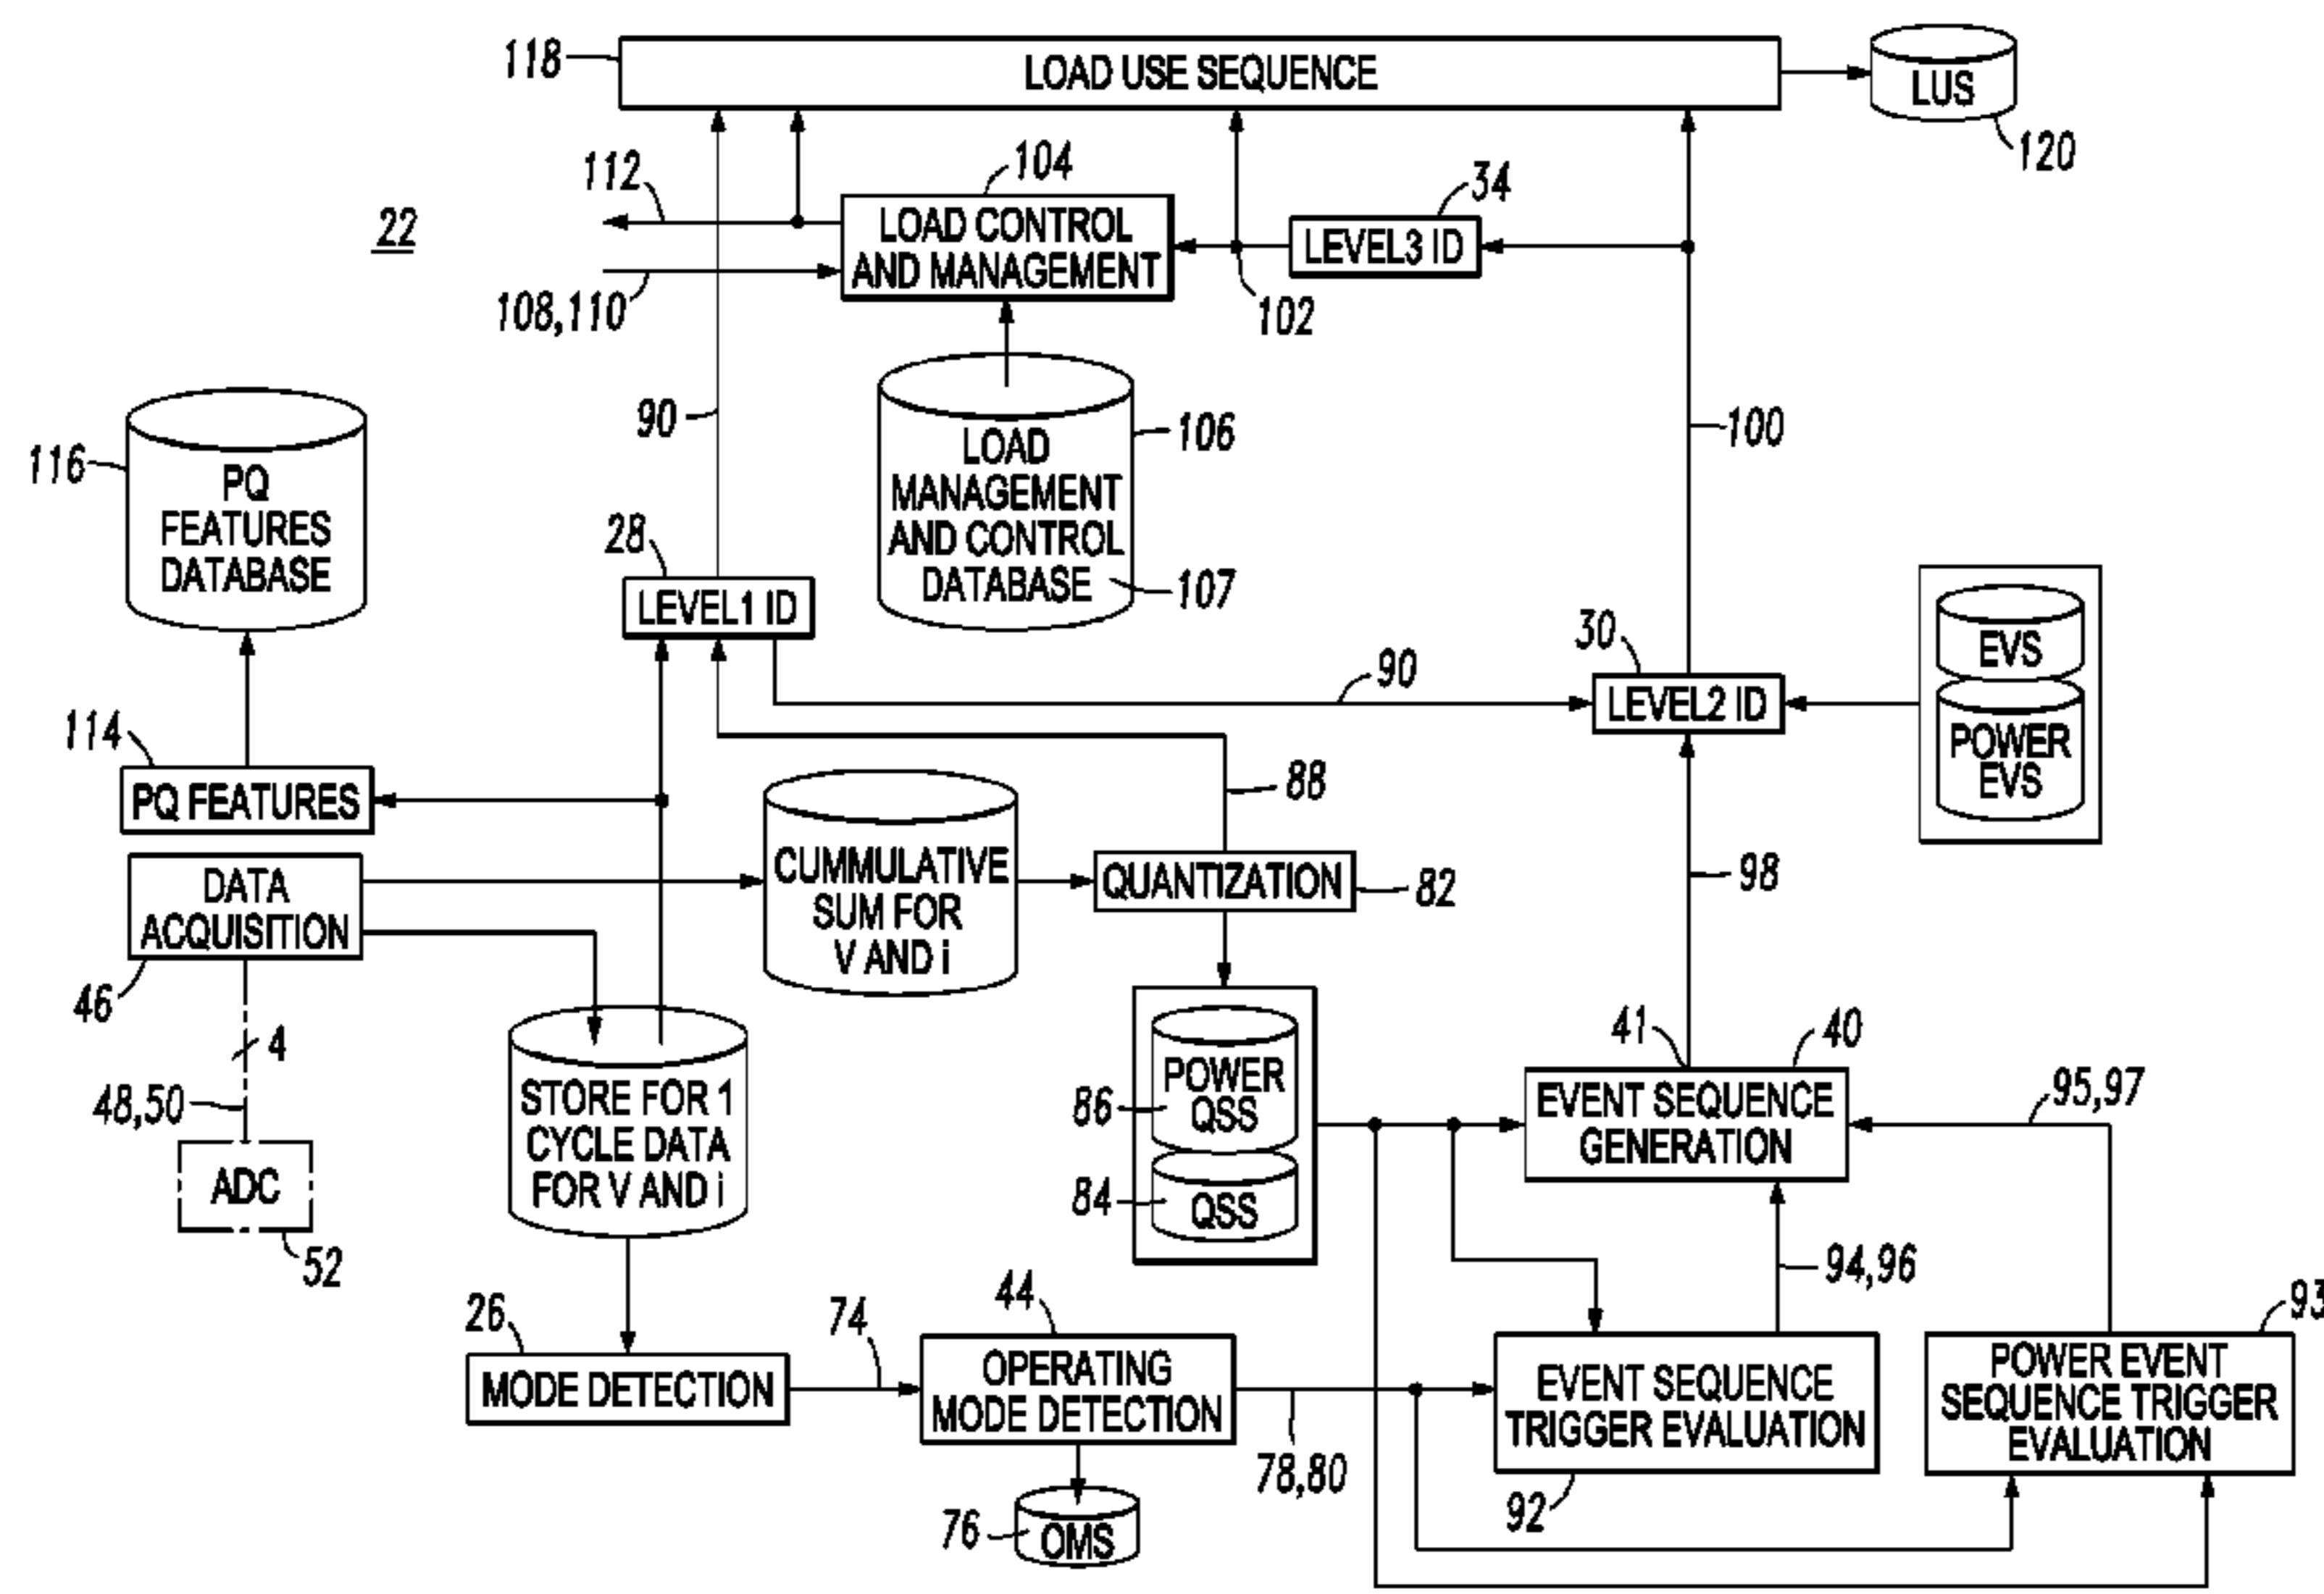 118
LOAD USE SEQUENCE
LUS
120
112
104
34
22
LOAD CONTROL
AND MANAGEMENT
LEVEL3 ID
108,110
102
90
106
100
116
PQ
FEATURES
DATABASE
LOAD
MANAGEMENT
AND CONTROL
DATABASE
107
28
LEVEL1 ID
30
LEVEL2 ID
90
EVS
POWER
EVS
114
PQ FEATURES
88
DATA
ACQUISITION
46
CUMMULATIVE
SUM FOR
V AND i
QUANTIZATION
82
98
4
48,50
ADC
52
STORE FOR 1
CYCLE DATA
FOR V AND i
86
POWER
QSS
84
QSS
41
40
EVENT SEQUENCE
GENERATION
95,97
94,96
26
MODE DETECTION
74
44
OPERATING
MODE DETECTION
78,80
76
OMS
EVENT SEQUENCE
TRIGGER EVALUATION
92
93
POWER EVENT
SEQUENCE TRIGGER
EVALUATION